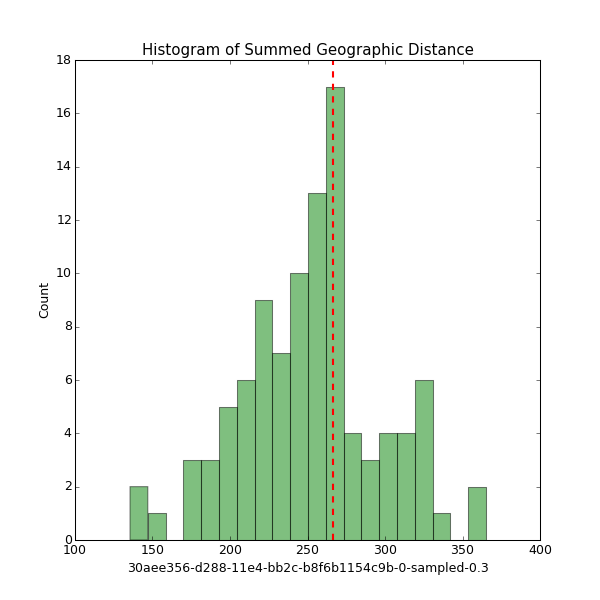 Histogram of Summed Geographic Distance
18
16
14
12
10
8
6
4
2
0
Count
100 150 200 250 300 350 400
30aee356-d288-11e4-bb2c-b8f6b1154c9b-0-sampled-0.3